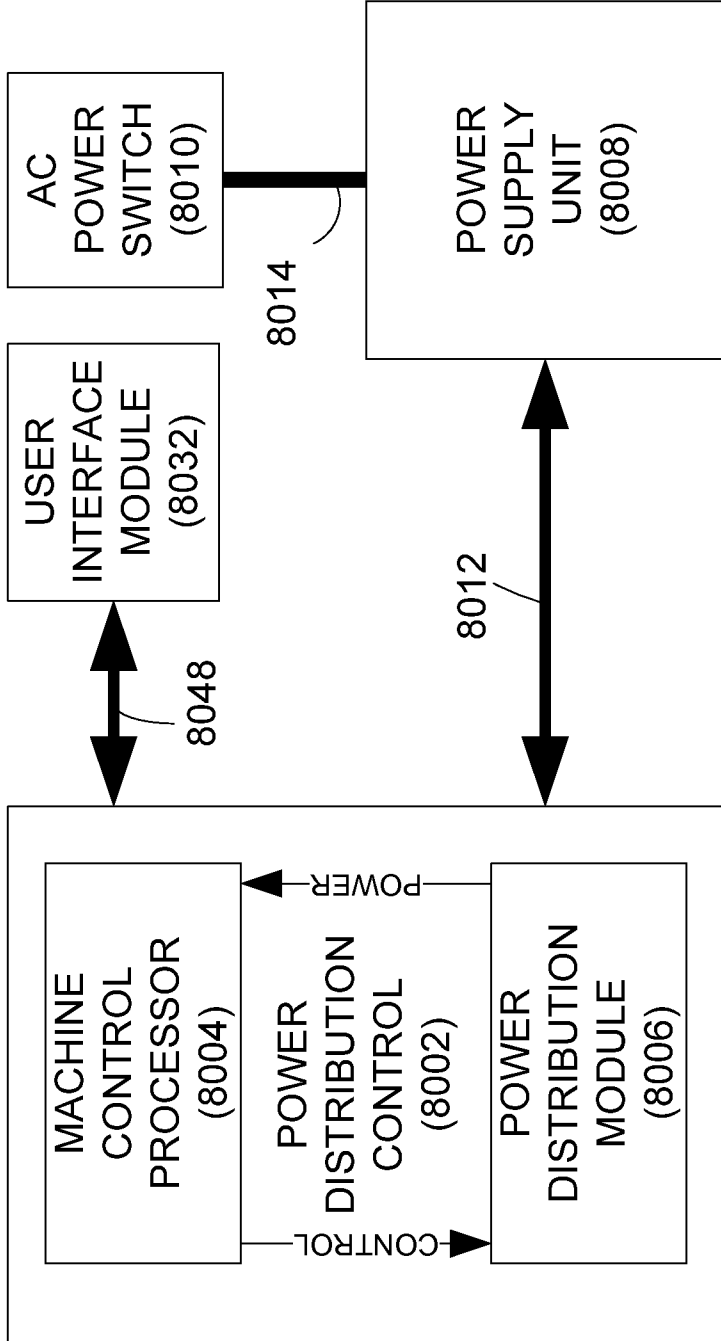 MACHINE
CONTROL
PROCESSOR
(8004)
CONTROL
POWER
POWER
DISTRIBUTION
CONTROL
(8002)
POWER
DISTRIBUTION
MODULE
(8006)
8048
USER
INTERFACE
MODULE
(8032)
8012
AC
POWER
SWITCH
(8010)
8014
POWER
SUPPLY
UNIT
(8008)